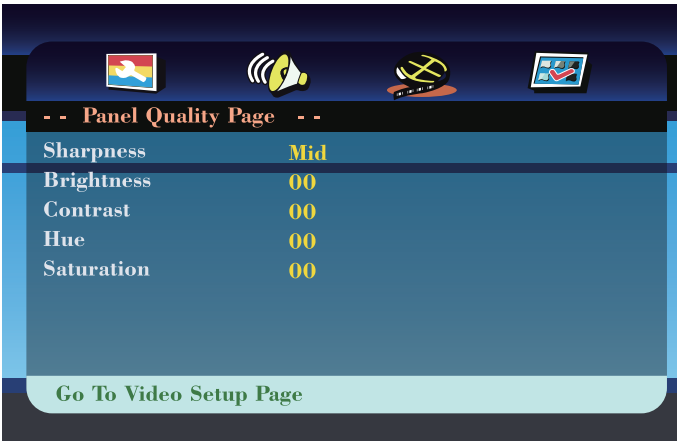 - - Panel Quality Page - -
Sharpness Mid
Brightness 00
Contrast 00
Hue 00
Saturation 00
Go To Video Setup Page